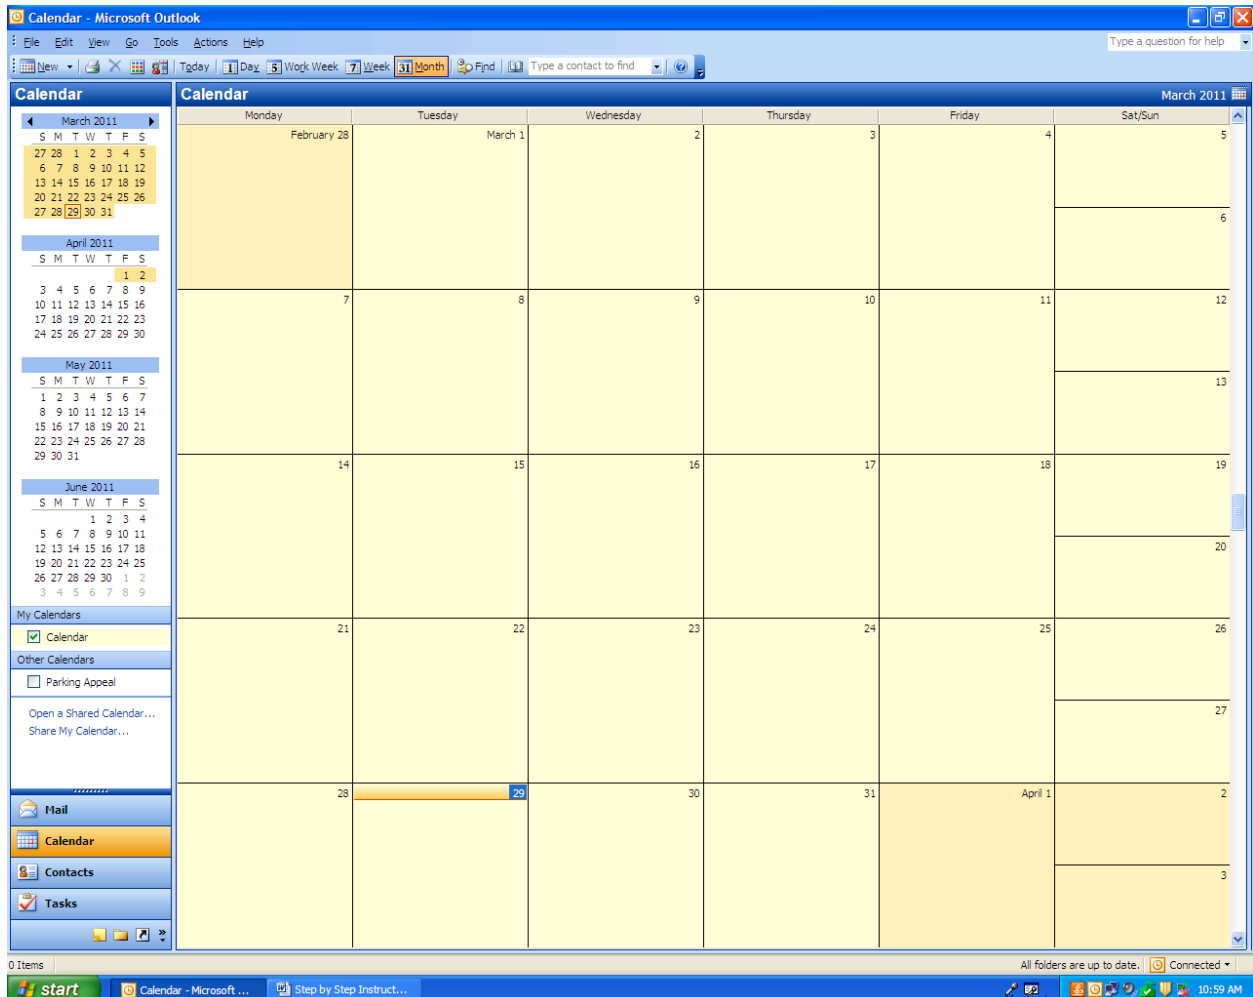 Calendar - Microsoft Outlook
File Edit View Go Tools Actions Help
Type a question for help
New Today 1 Day 5 Work Week 7 Week 31 Month Find Type a contact to find
Calendar
March 2011
S M T W T F S
27 28 1 2 3 4 5
6 7 8 9 10 11 12
13 14 15 16 17 18 19
20 21 22 23 24 25 26
27 28 29 30 31
April 2011
S M T W T F S
1 2
3 4 5 6 7 8 9
10 11 12 13 14 15 16
17 18 19 20 21 22 23
24 25 26 27 28 29 30
May 2011
S M T W T F S
1 2 3 4 5 6 7
8 9 10 11 12 13 14
15 16 17 18 19 20 21
22 23 24 25 26 27 28
29 30 31
June 2011
S M T W T F S
1 2 3 4
5 6 7 8 9 10 11
12 13 14 15 16 17 18
19 20 21 22 23 24 25
26 27 28 29 30 1 2
3 4 5 6 7 8 9
My Calendars
Calendar
Other Calendars
Parking Appeal
Open a Shared Calendar...
Share My Calendar...
Mail
Calendar
Contacts
Tasks
Calendar March 2011
Monday Tuesday Wednesday Thursday Friday Sat/Sun
February 28 March 1 2 3 4 5
6
7 8 9 10 11 12
13
14 15 16 17 18 19
20
21 22 23 24 25 26
27
28 29 30 31 April 1 2
3
0 Items All folders are up to date. Connected
start Calendar - Microsoft ... Step by Step Instruct... 10:59 AM